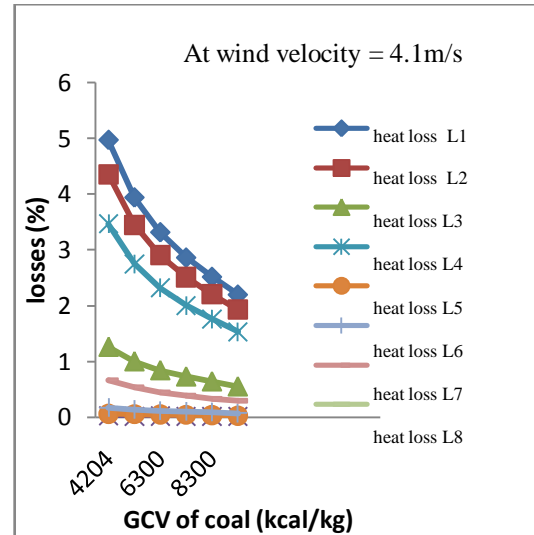 At wind velocity = 4.1m/s
6
5
4
3
2
1
0
losses (%)
4204
6300
8300
GCV of coal (kcal/kg)
heat loss L1
heat loss L2
heat loss L3
heat loss L4
heat loss L5
heat loss L6
heat loss L7
heat loss L8